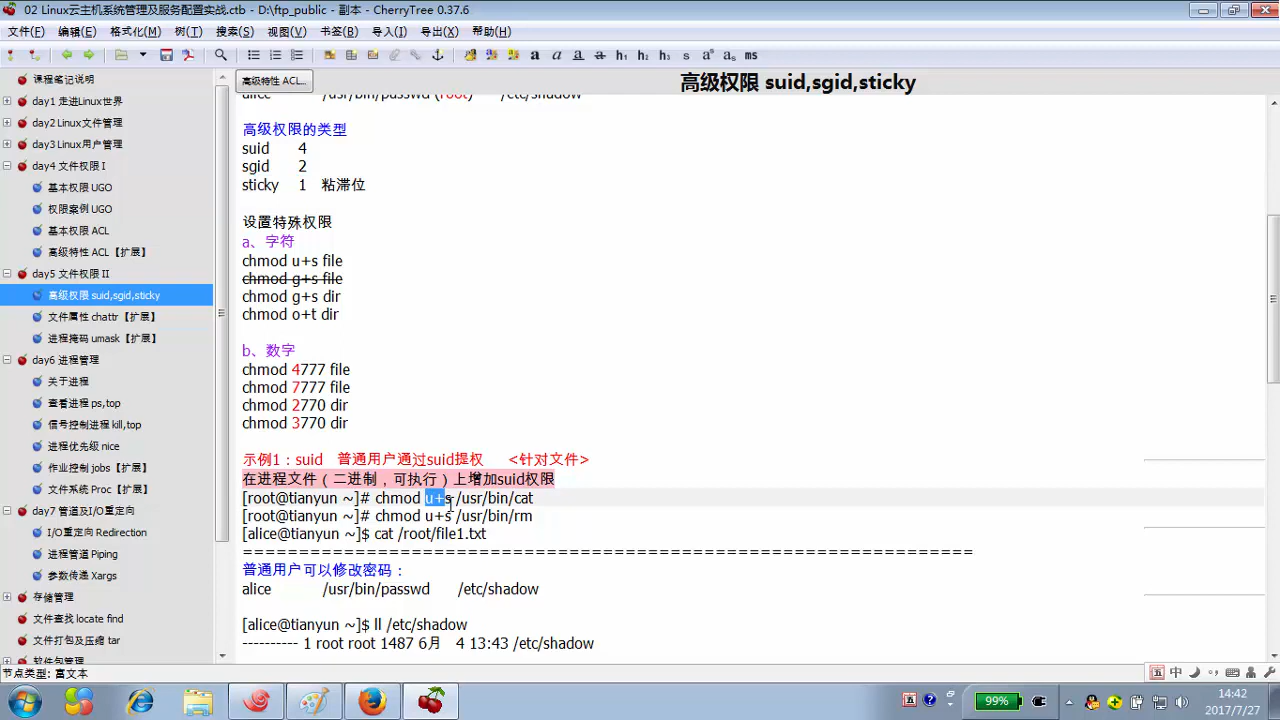 02 Linux云主机系统管理及服务配置实战.ctb - D:\ftp_public - 副本 - CherryTree 0.37.6
文件(F) 编辑(E) 格式化(M) 树(T) 搜索(S) 视图(V) 书签(B) 导入(I) 导出(X) 帮助(H)
a a a a h₁ h₂ h₃ s aˢ aₛ ms
课程笔记说明
day1 走进Linux世界
day2 Linux文件管理
day3 Linux用户管理
day4 文件权限 I
基本权限 UGO
权限案例 UGO
基本权限 ACL
高级特性 ACL【扩展】
day5 文件权限 II
高级权限 suid,sgid,sticky
文件属性 chattr【扩展】
进程掩码 umask【扩展】
day6 进程管理
关于进程
查看进程 ps,top
信号控制进程 kill,top
进程优先级 nice
作业控制 jobs【扩展】
文件系统 Proc【扩展】
day7 管道及I/O重定向
I/O重定向 Redirection
进程管道 Piping
参数传递 Xargs
存储管理
文件查找 locate find
文件打包及压缩 tar
软件包管理
高级特性 ACL...
高级权限 suid,sgid,sticky
alice /usr/bin/passwd (root) /etc/shadow
高级权限的类型
suid 4
sgid 2
sticky 1 粘滞位
设置特殊权限
a、字符
chmod u+s file
chmod g+s file
chmod g+s dir
chmod o+t dir
b、数字
chmod 4777 file
chmod 7777 file
chmod 2770 dir
chmod 3770 dir
示例1：suid 普通用户通过suid提权 <针对文件>
在进程文件（二进制，可执行）上增加suid权限
[root@tianyun ~]# chmod u+s /usr/bin/cat
[root@tianyun ~]# chmod u+s /usr/bin/rm
[alice@tianyun ~]$ cat /root/file1.txt
=================================================================
普通用户可以修改密码：
alice /usr/bin/passwd /etc/shadow
[alice@tianyun ~]$ ll /etc/shadow
---------- 1 root root 1487 6月 4 13:43 /etc/shadow
节点类型: 富文本
中
99%
14:42
2017/7/27